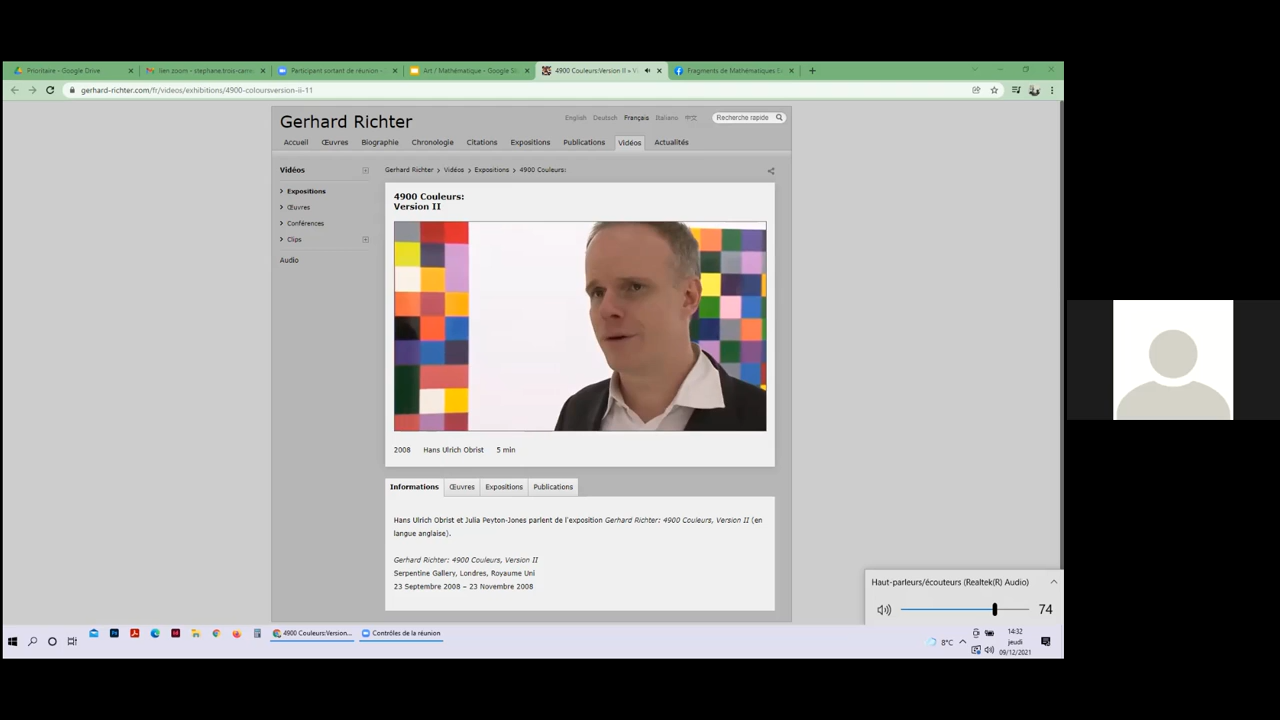 Prioritaire - Google Drive
lien zoom - stephane.trois-carre
Participant sortant de réunion -
Art / Mathématique - Google S
4900 Couleurs:Version II » V
Fragments de Mathématiques E
gerhard-richter.com/fr/videos/exhibitions/4900-coloursversion-ii-11
Gerhard Richter
English Deutsch Français Italiano 中文
Recherche rapide
Accueil Œuvres Biographie Chronologie Citations Expositions Publications Vidéos Actualités
Vidéos
Expositions
Œuvres
Conférences
Clips
Audio
Gerhard Richter > Vidéos > Expositions > 4900 Couleurs:
4900 Couleurs:
Version II
2008 Hans Ulrich Obrist 5 min
Informations Œuvres Expositions Publications
Hans Ulrich Obrist et Julia Peyton-Jones parlent de l'exposition Gerhard Richter: 4900 Couleurs, Version II (en
langue anglaise).
Gerhard Richter: 4900 Couleurs, Version II
Serpentine Gallery, Londres, Royaume Uni
23 Septembre 2008 – 23 Novembre 2008
Haut-parleurs/écouteurs (Realtek(R) Audio)
74
4900 Couleurs:Version...
Contrôles de la réunion
8°C
14:32
jeudi
09/12/2021